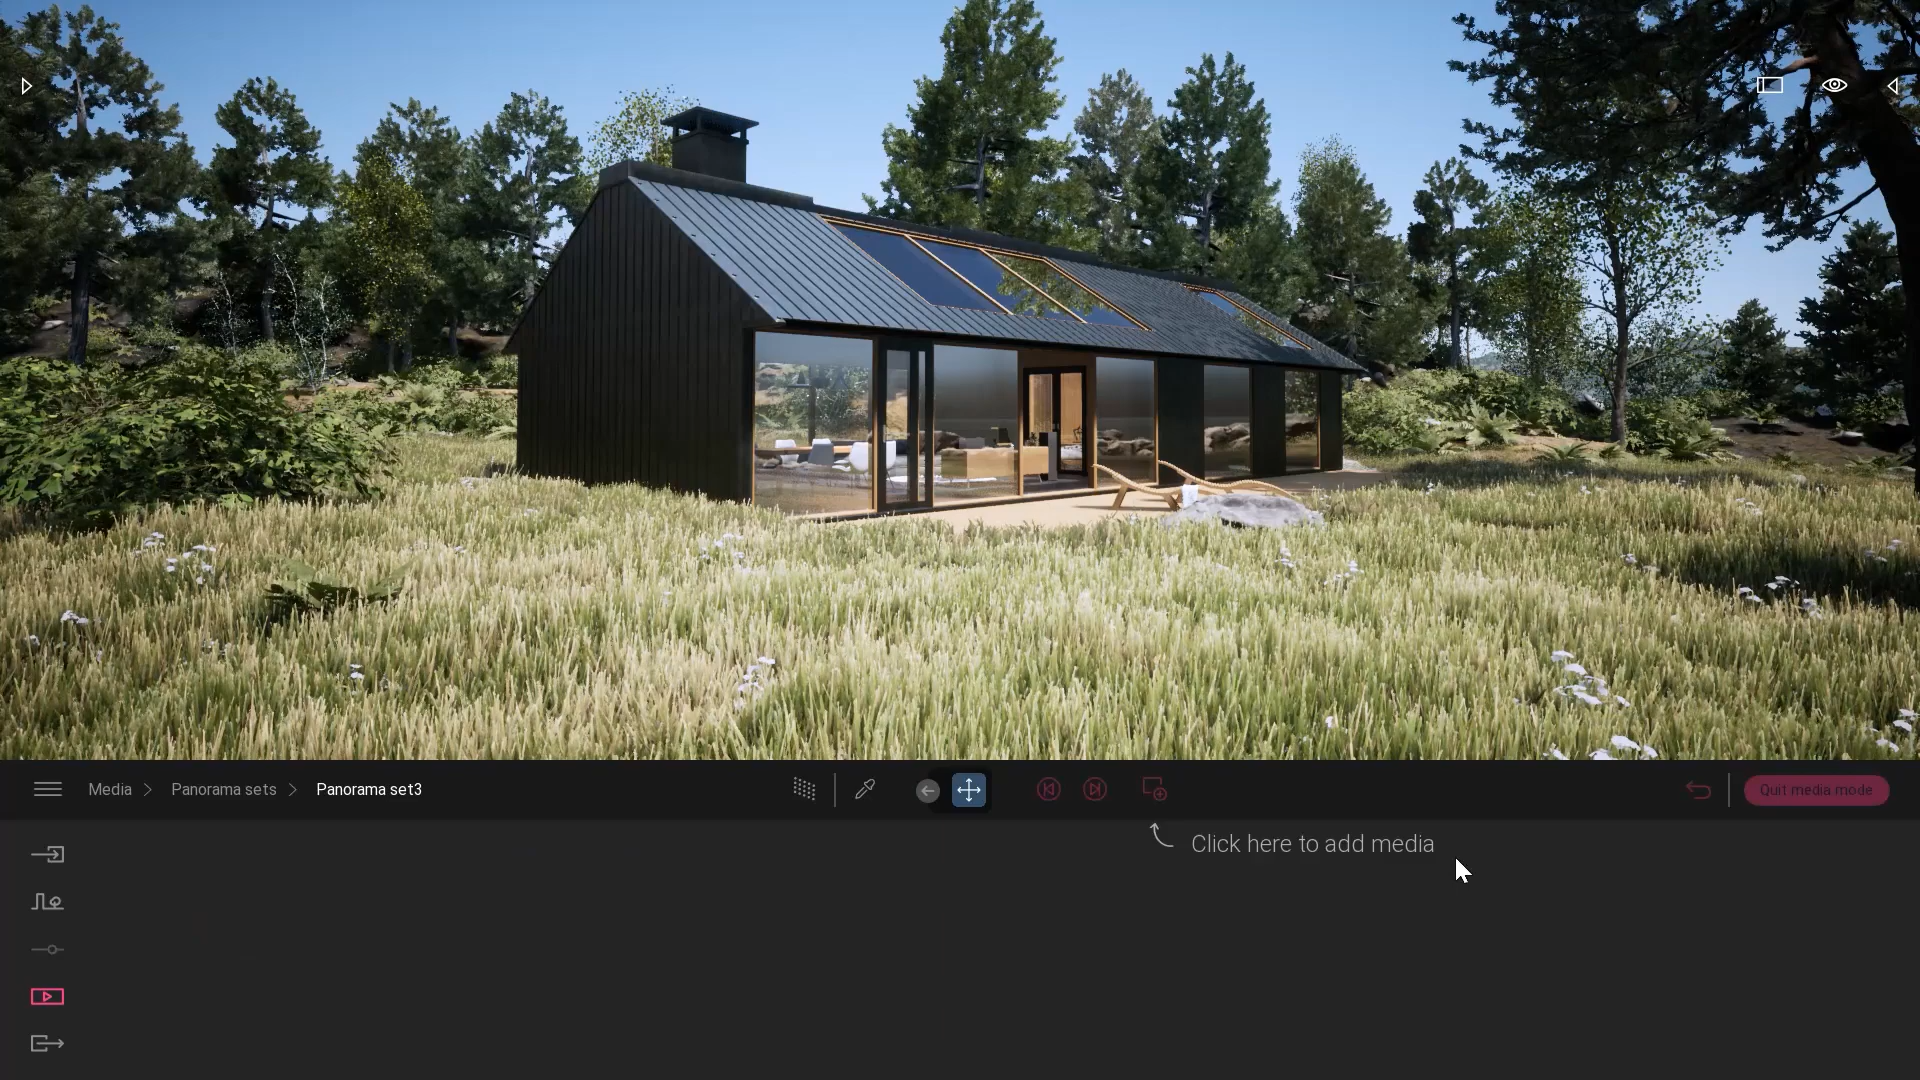 Media
Panorama sets
Panorama set3
Quit media mode
Click here to add media